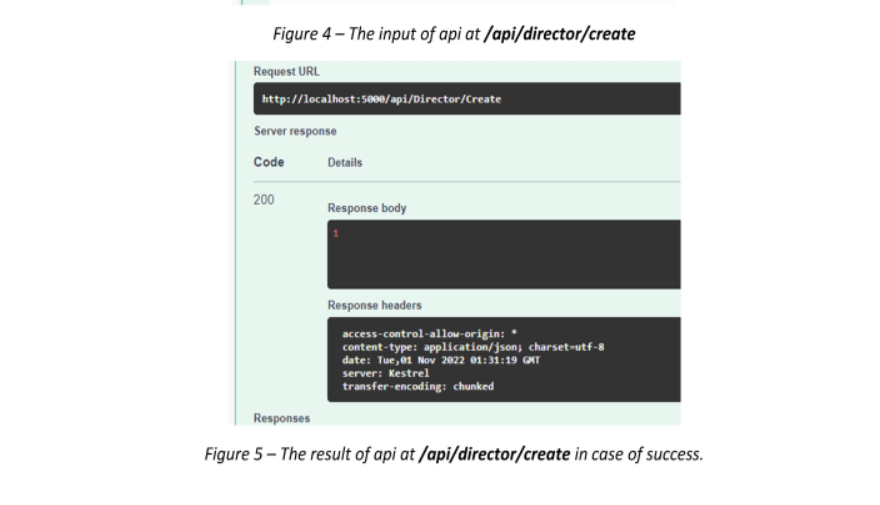 Figure 4 – The input of api at /api/director/create
Request URL
http://localhost:5000/api/Director/Create
Server response
Code Details
200
Response body
1
Response headers
access-control-allow-origin: *
content-type: application/json; charset=utf-8
date: Tue,01 Nov 2022 01:31:19 GMT
server: Kestrel
transfer-encoding: chunked
Responses
Figure 5 – The result of api at /api/director/create in case of success.